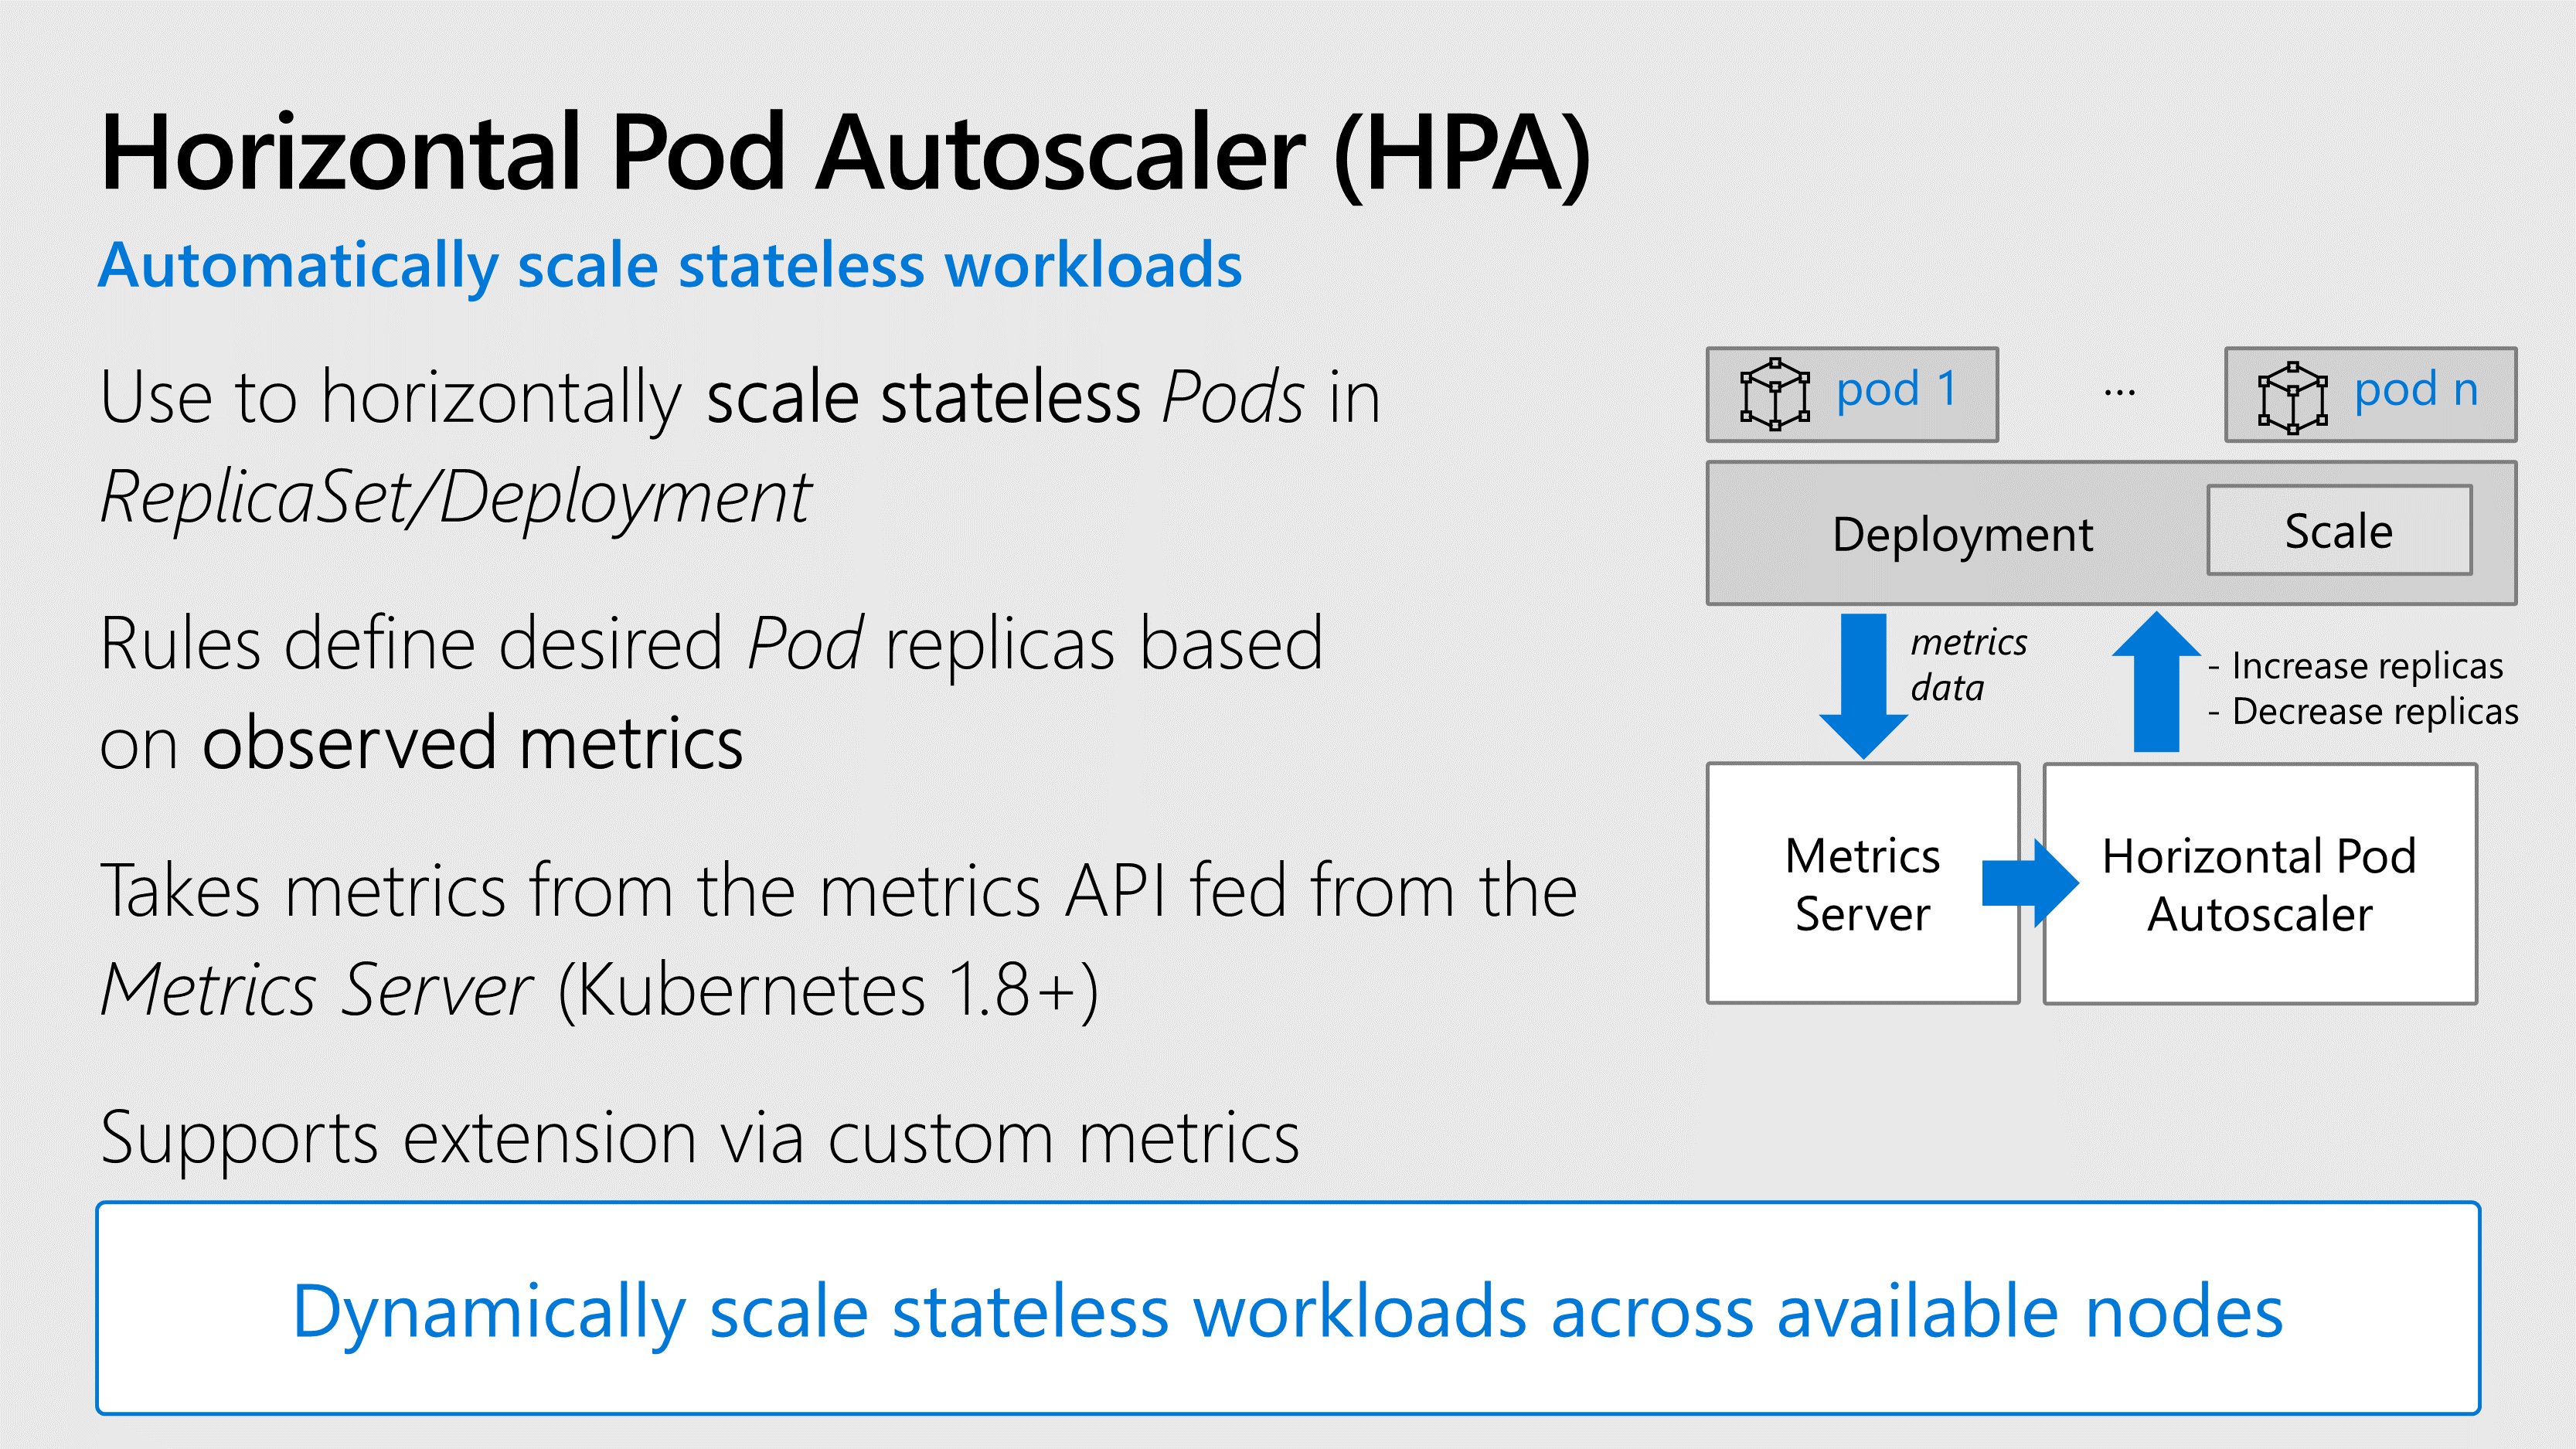 Horizontal Pod Autoscaler (HPA)
Automatically scale stateless workloads
Use to horizontally scale stateless Pods in
ReplicaSet/Deployment
Rules define desired Pod replicas based
on observed metrics
Takes metrics from the metrics API fed from the
Metrics Server (Kubernetes 1.8+)
Supports extension via custom metrics
pod 1
...
pod n
Deployment
Scale
metrics
data
- Increase replicas
- Decrease replicas
Metrics
Server
Horizontal Pod
Autoscaler
Dynamically scale stateless workloads across available nodes